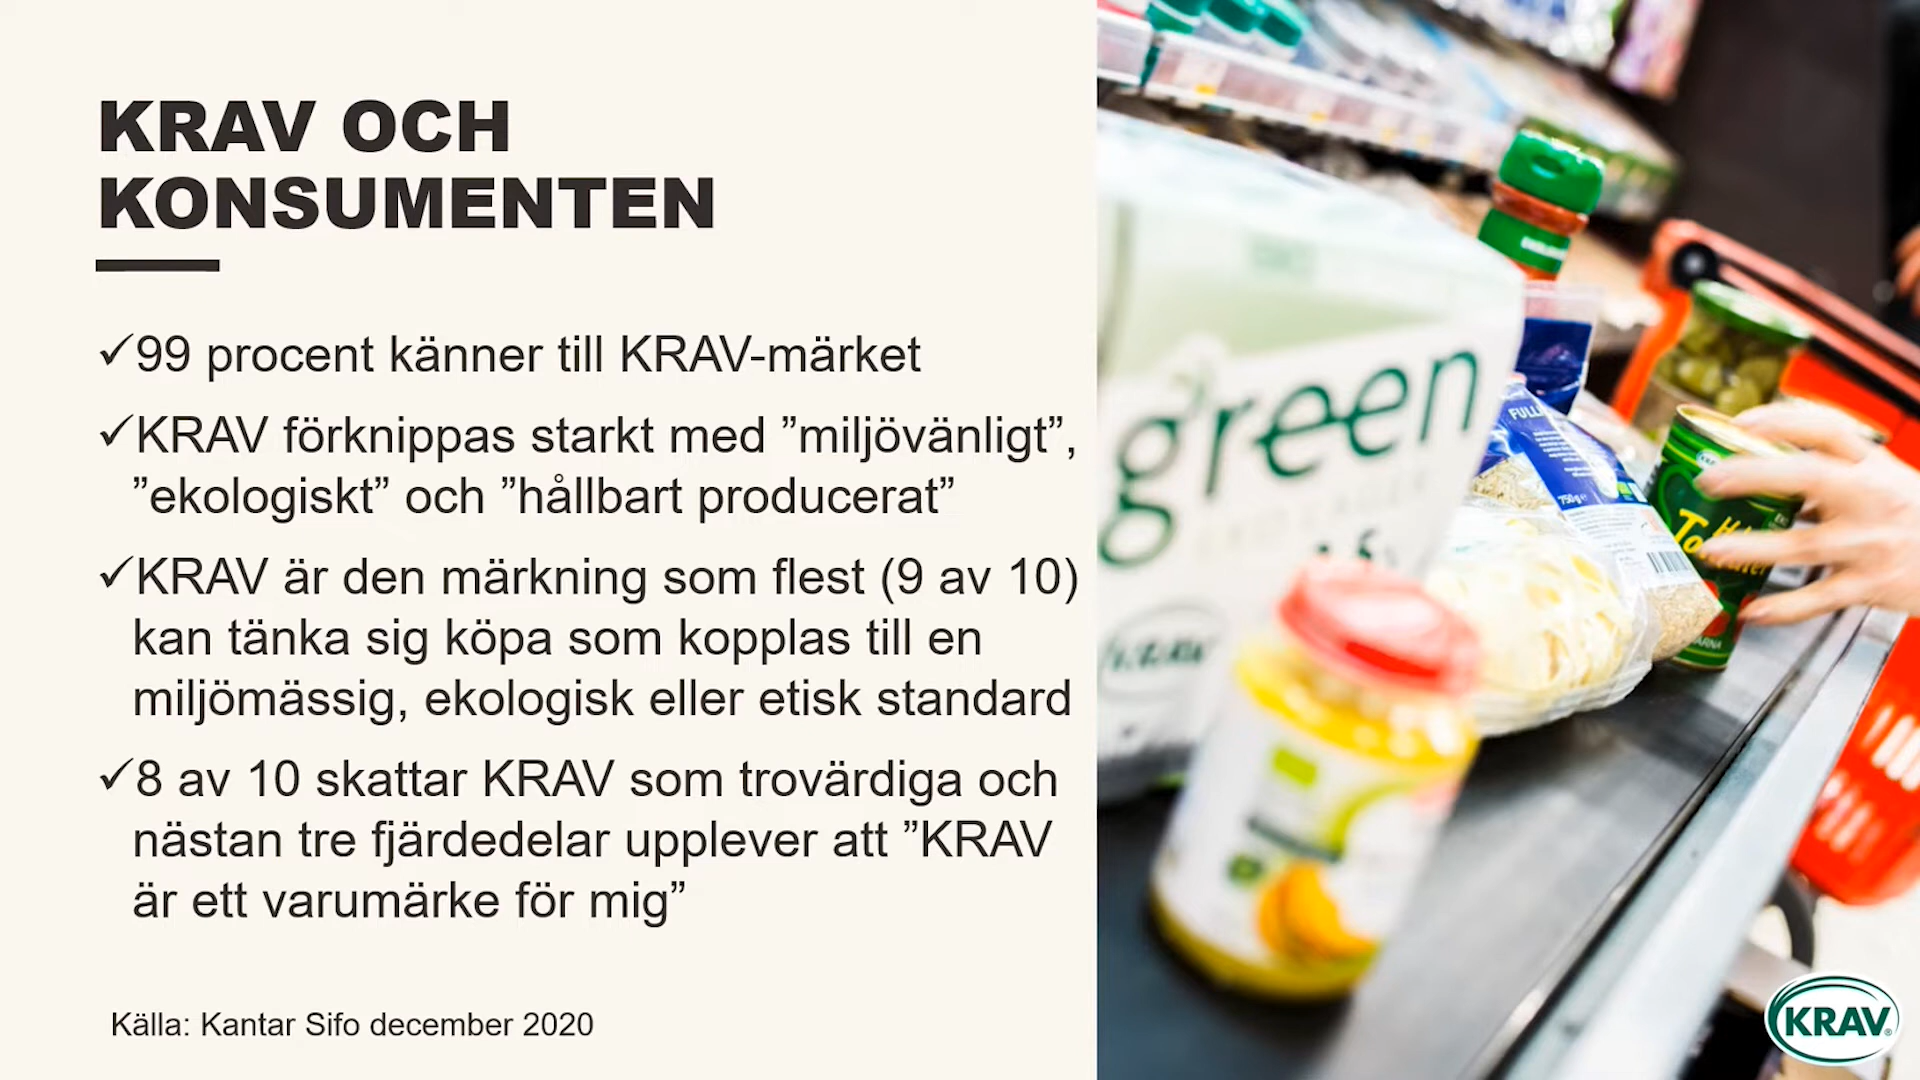 KRAV OCH
KONSUMENTEN
✓99 procent känner till KRAV-märket
✓KRAV förknippas starkt med ”miljövänligt”,
”ekologiskt” och ”hållbart producerat”
✓KRAV är den märkning som flest (9 av 10)
kan tänka sig köpa som kopplas till en
miljömässig, ekologisk eller etisk standard
✓8 av 10 skattar KRAV som trovärdiga och
nästan tre fjärdedelar upplever att ”KRAV
är ett varumärke för mig”
Källa: Kantar Sifo december 2020
green
750g
KRAV